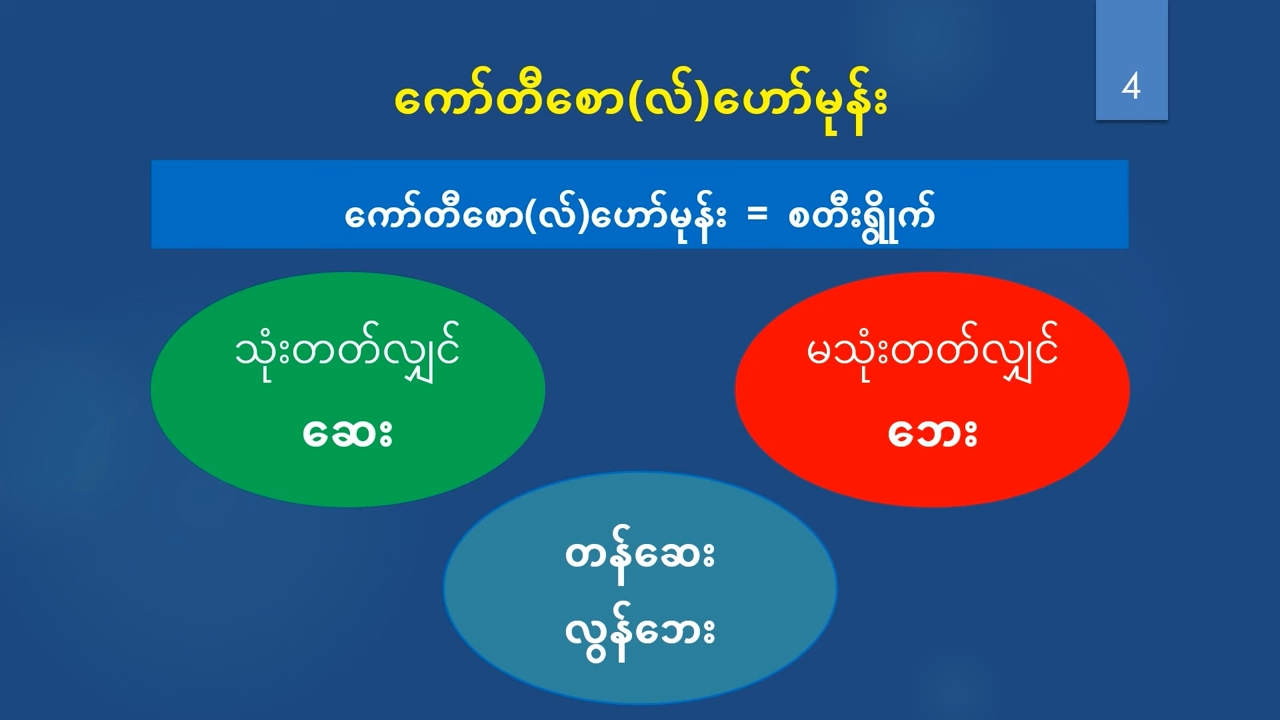 4
ကော်တီစော(လ်)ဟော်မုန်း
ကော်တီစော(လ်)ဟော်မုန်း = စတီးရွိုက်
သုံးတတ်လျှင်
ဆေး
မသုံးတတ်လျှင်
ဘေး
တန်ဆေး
လွန်ဘေး